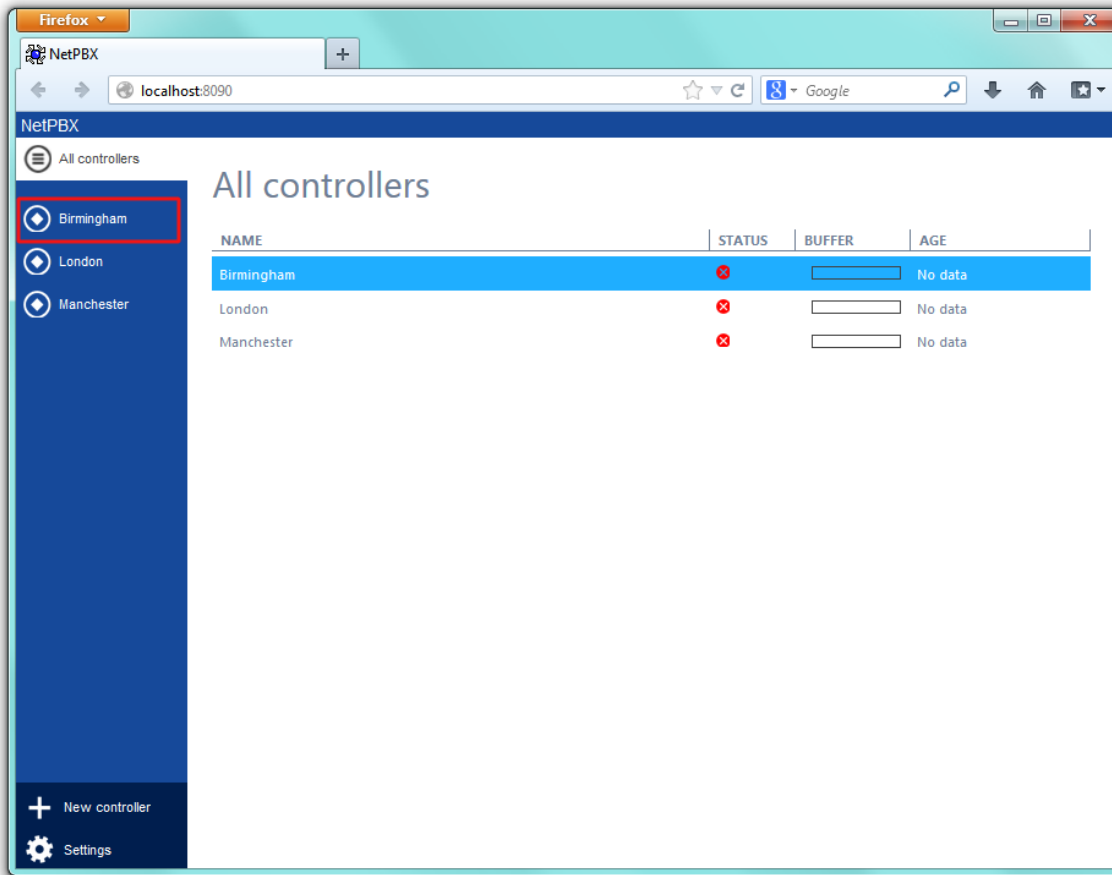 Firefox
NetPBX
localhost:8090
Google
NetPBX
All controllers
Birmingham
London
Manchester
All controllers
NAME STATUS BUFFER AGE
Birmingham No data
London No data
Manchester No data
New controller
Settings